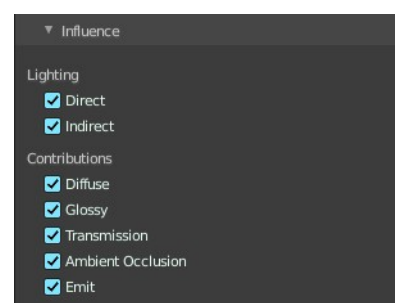 Influence
Lighting
Direct
Indirect
Contributions
Diffuse
Glossy
Transmission
Ambient Occlusion
Emit